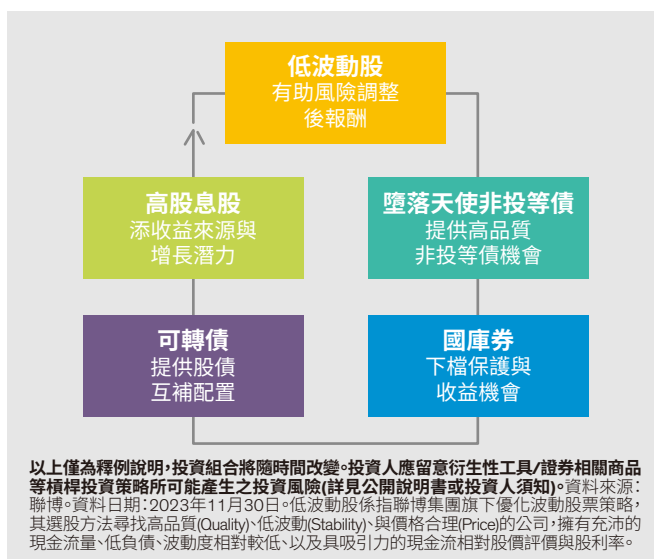 低波動股
有助風險調整
後報酬
高股息股
添收益來源與
增長潛力
墮落天使非投等債
提供高品質
非投等債機會
可轉債
提供股債
互補配置
國庫券
下檔保護與
收益機會
以上僅為釋例說明,投資組合將隨時間改變。投資人應留意衍生性工具/證券相關商品
等槓桿投資策略所可能產生之投資風險(詳見公開說明書或投資人須知)。資料來源:
聯博。資料日期:2023年11月30日。低波動股係指聯博集團旗下優化波動股票策略,
其選股方法尋找高品質(Quality)、低波動(Stability)、與價格合理(Price)的公司,擁有充沛的
現金流量、低負債、波動度相對較低、以及具吸引力的現金流相對股價評價與股利率。